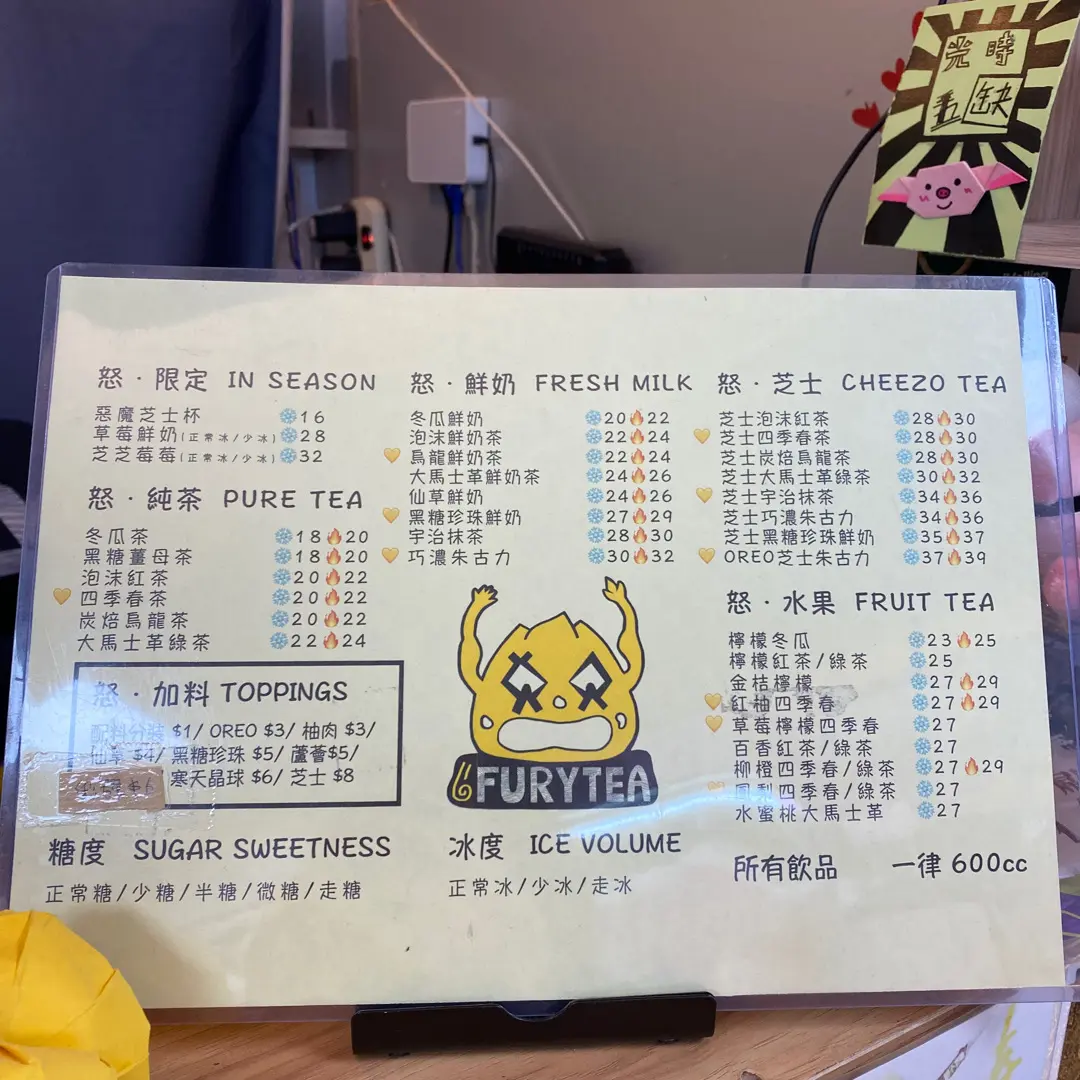 光時
五缺
怒·限定 IN SEASON
惡魔芝士杯 16
草莓鮮奶(正常冰/少冰) 28
芝芝莓莓(正常冰/少冰) 32
怒·純茶 PURE TEA
冬瓜茶 18 20
黑糖薑母茶 18 20
泡沫紅茶 20 22
四季春茶 20 22
炭焙烏龍茶 20 22
大馬士革綠茶 22 24
怒·加料 TOPPINGS
配料分裝 $1/ OREO $3/ 柚肉 $3/
仙草 $4/ 黑糖珍珠 $5/ 蘆薈$5/
寒天晶球 $6/ 芝士 $8
糖度 SUGAR SWEETNESS
正常糖/少糖/半糖/微糖/走糖
怒·鮮奶 FRESH MILK
冬瓜鮮奶 20 22
泡沫鮮奶茶 22 24
烏龍鮮奶茶 22 24
大馬士革鮮奶茶 24 26
仙草鮮奶 24 26
黑糖珍珠鮮奶 27 29
宇治抹茶 28 30
巧濃朱古力 30 32
FURYTEA
冰度 ICE VOLUME
正常冰/少冰/走冰
怒·芝士 CHEEZO TEA
芝士泡沫紅茶 28 30
芝士四季春茶 28 30
芝士炭焙烏龍茶 28 30
芝士大馬士革綠茶 30 32
芝士宇治抹茶 34 36
芝士巧濃朱古力 34 36
芝士黑糖珍珠鮮奶 35 37
OREO芝士朱古力 37 39
怒·水果 FRUIT TEA
檸檬冬瓜 23 25
檸檬紅茶/綠茶 25
金桔檸檬 27 29
紅柚四季春 27 29
草莓檸檬四季春 27
百香紅茶/綠茶 27
柳橙四季春/綠茶 27 29
鳳梨四季春/綠茶 27
水蜜桃大馬士革 27
所有飲品 一律 600cc